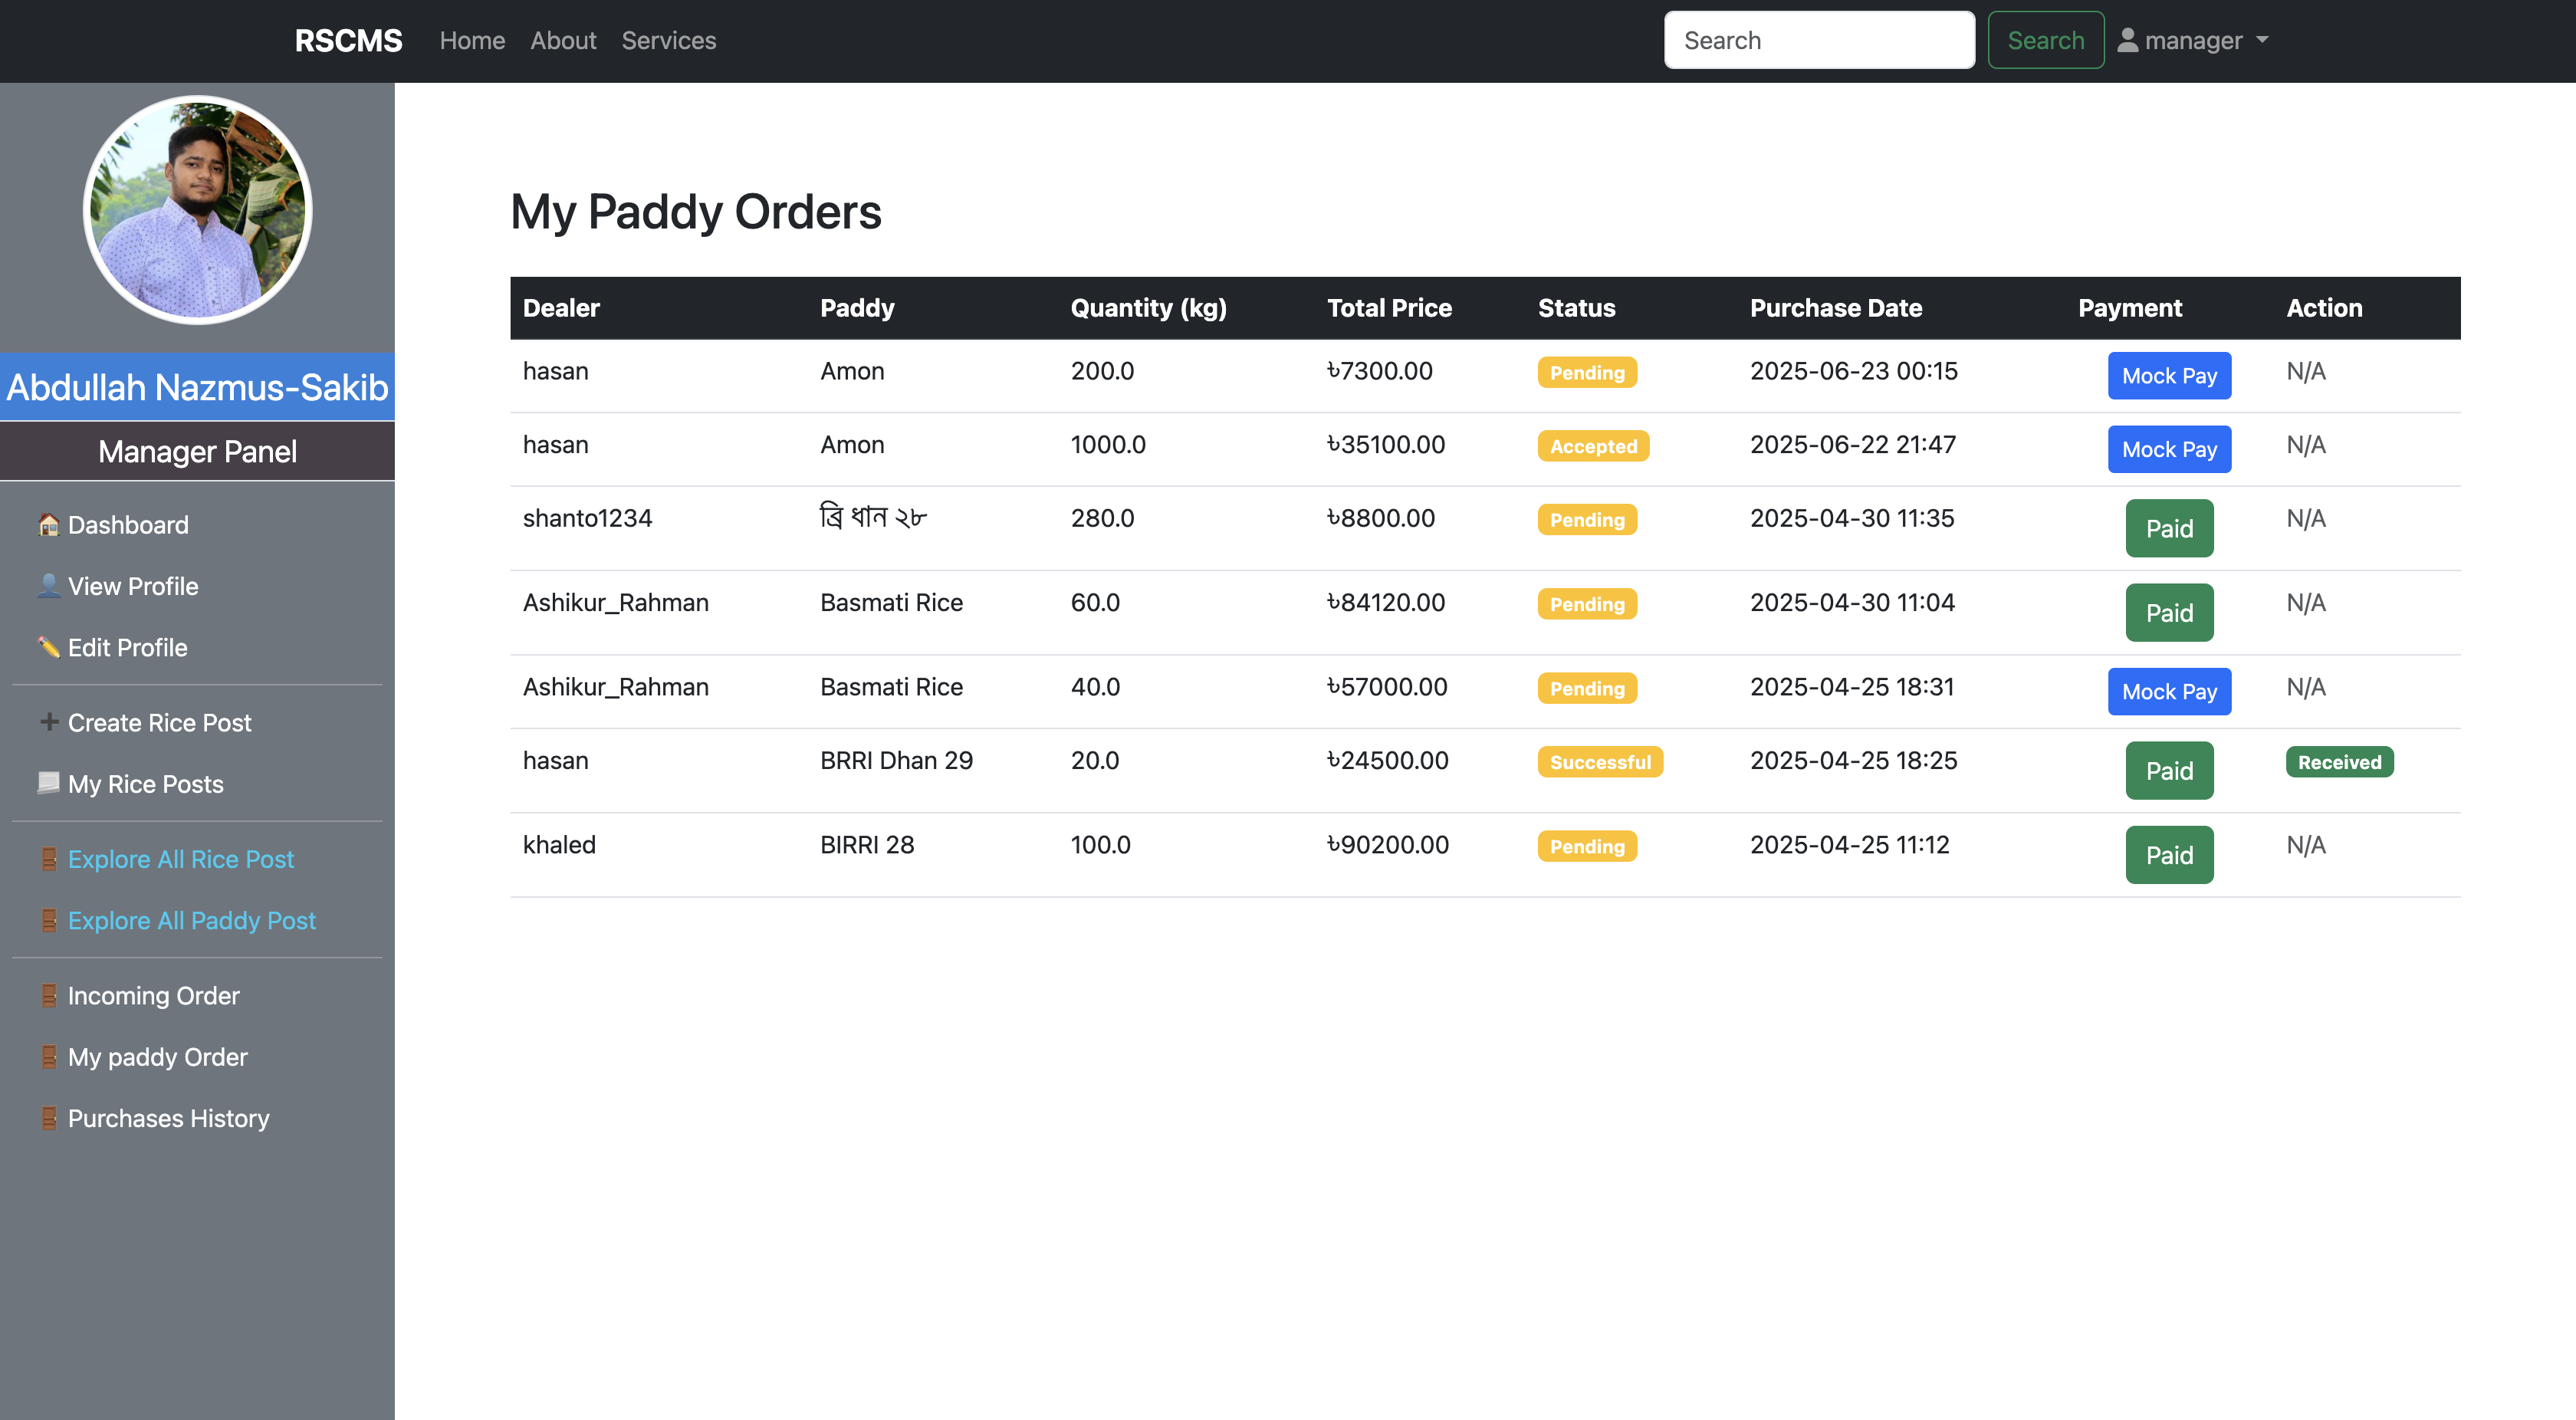 RSCMS Home About Services Search Search manager
Abdullah Nazmus-Sakib
Manager Panel
Dashboard
View Profile
Edit Profile
Create Rice Post
My Rice Posts
Explore All Rice Post
Explore All Paddy Post
Incoming Order
My paddy Order
Purchases History
My Paddy Orders
Dealer Paddy Quantity (kg) Total Price Status Purchase Date Payment Action
hasan Amon 200.0 ৳7300.00 Pending 2025-06-23 00:15 Mock Pay N/A
hasan Amon 1000.0 ৳35100.00 Accepted 2025-06-22 21:47 Mock Pay N/A
shanto1234 ব্রি ধান ২৮ 280.0 ৳8800.00 Pending 2025-04-30 11:35 Paid N/A
Ashikur_Rahman Basmati Rice 60.0 ৳84120.00 Pending 2025-04-30 11:04 Paid N/A
Ashikur_Rahman Basmati Rice 40.0 ৳57000.00 Pending 2025-04-25 18:31 Mock Pay N/A
hasan BRRI Dhan 29 20.0 ৳24500.00 Successful 2025-04-25 18:25 Paid Received
khaled BIRRI 28 100.0 ৳90200.00 Pending 2025-04-25 11:12 Paid N/A